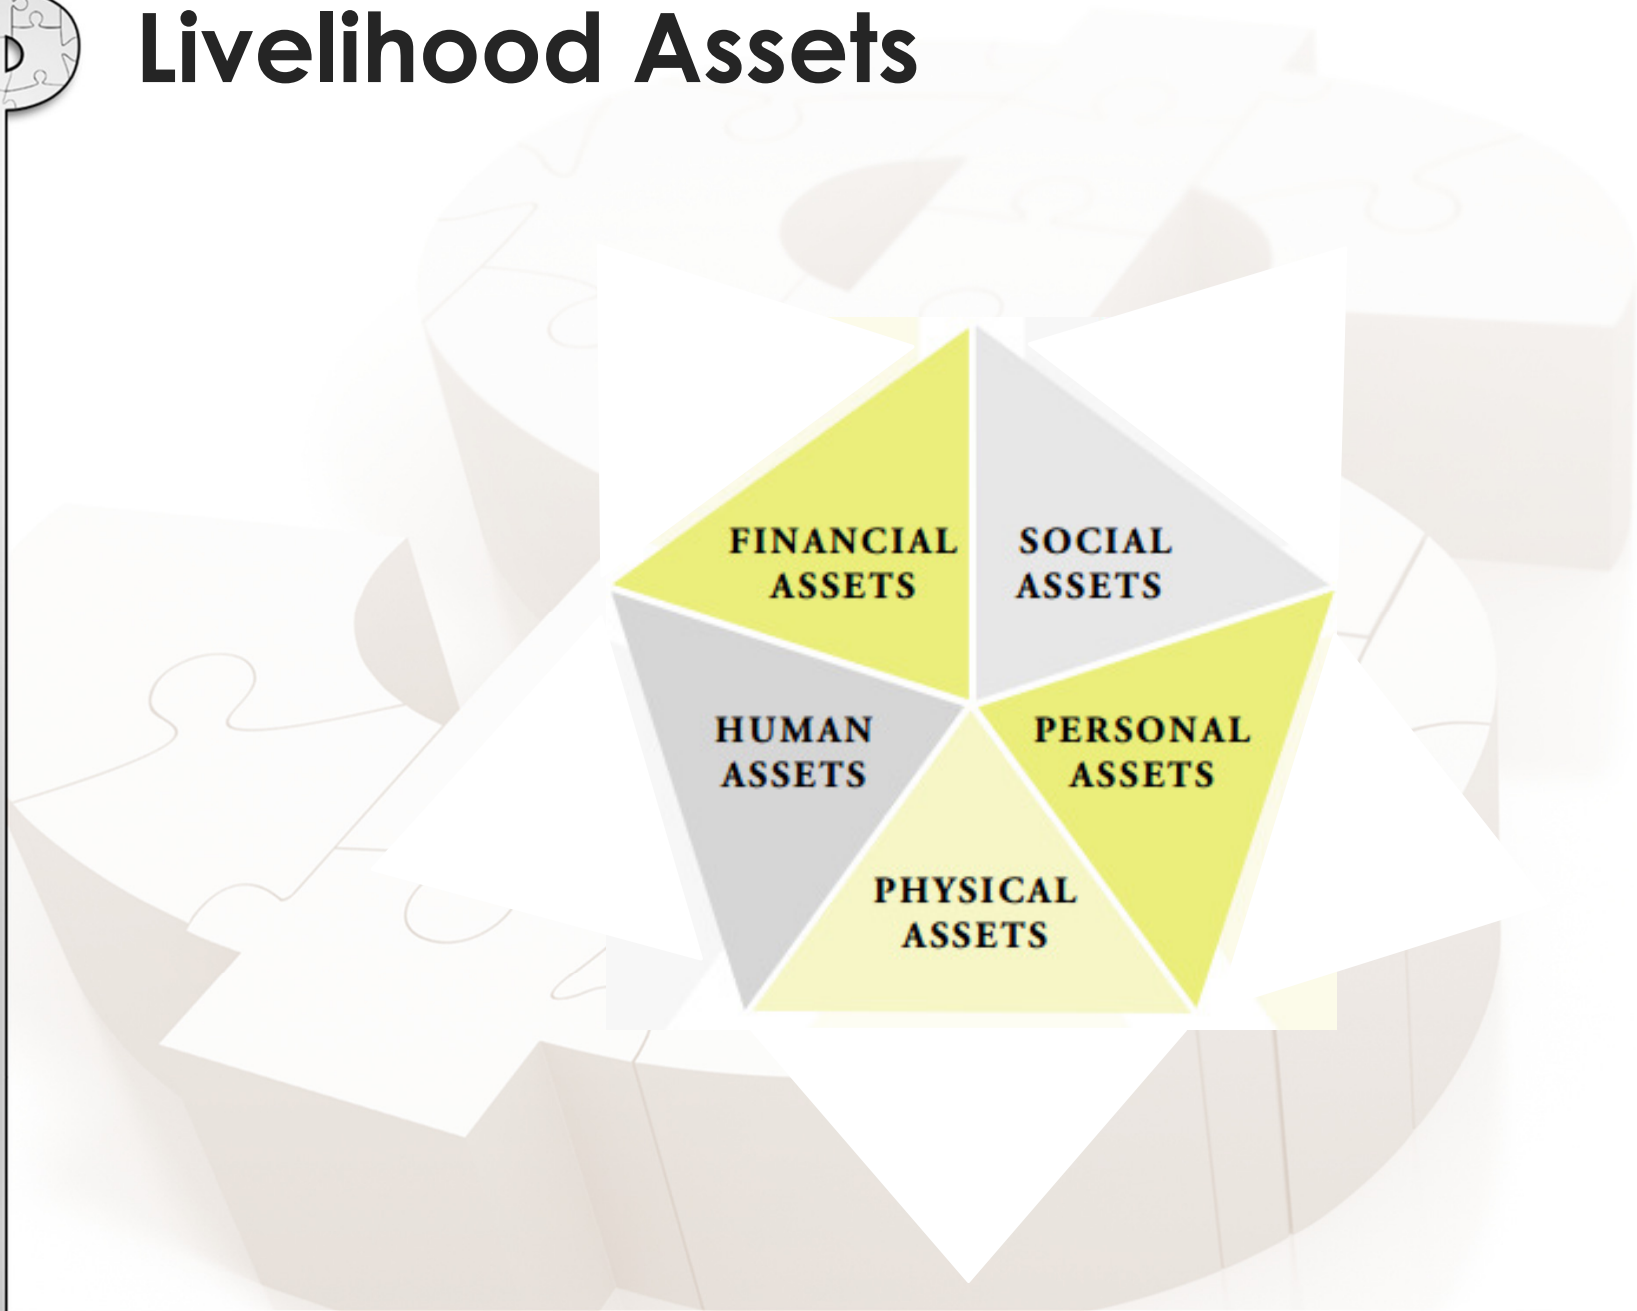 Livelihood Assets
FINANCIAL
ASSETS
SOCIAL
ASSETS
HUMAN
ASSETS
PERSONAL
ASSETS
PHYSICAL
ASSETS